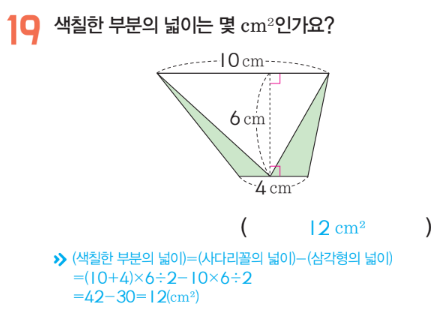 19 색칠한 부분의 넓이는 몇 cm²인가요?
10 cm
6 cm
4 cm
( 12 cm² )
≫ (색칠한 부분의 넓이)=(사다리꼴의 넓이)−(삼각형의 넓이)
=(10+4)×6÷2−10×6÷2
=42−30=12(cm²)